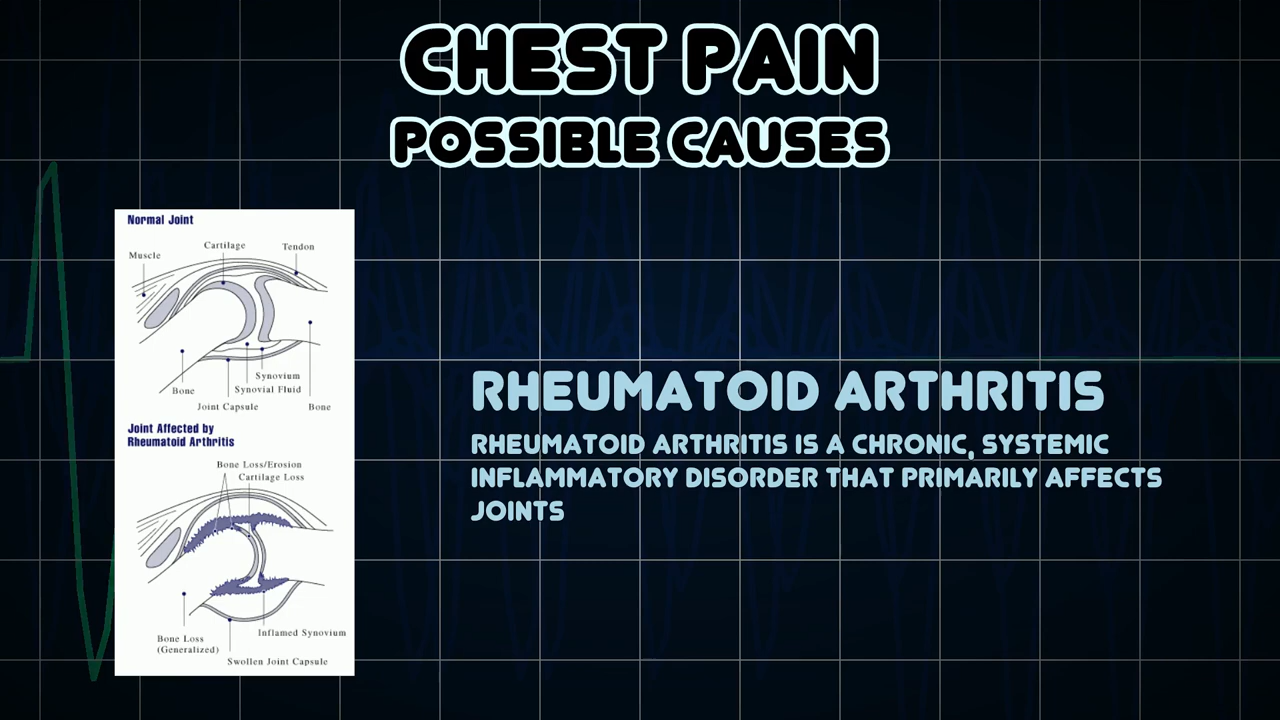 CHEST PAIN
POSSIBLE CAUSES
Normal Joint
Cartilage
Tendon
Muscle
Synovium
Bone
Synovial Fluid
Joint Capsule
Bone
Joint Affected by
Rheumatoid Arthritis
Bone Loss/Erosion
Cartilage Loss
Inflamed Synovium
Bone Loss
(Generalized)
Swollen Joint Capsule
RHEUMATOID ARTHRITIS
RHEUMATOID ARTHRITIS IS A CHRONIC, SYSTEMIC
INFLAMMATORY DISORDER THAT PRIMARILY AFFECTS
JOINTS